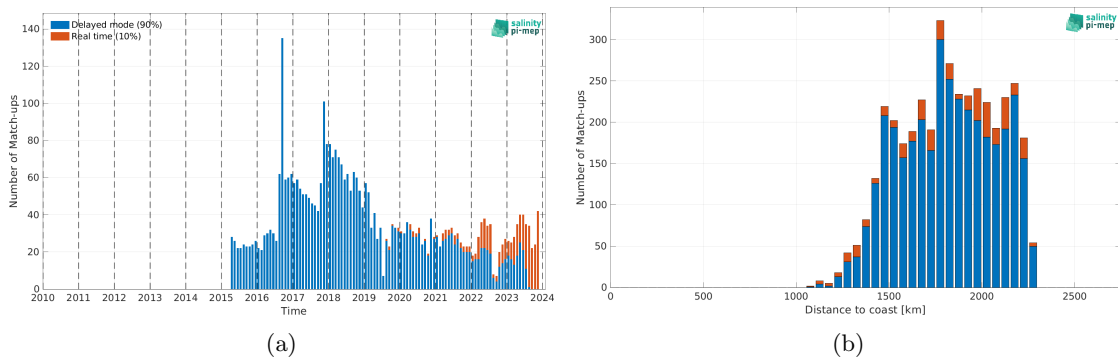 Delayed mode (90%)
Real time (10%)
salinity
pi-mep
Number of Match-ups
140
120
100
80
60
40
20
0
2010 2011 2012 2013 2014 2015 2016 2017 2018 2019 2020 2021 2022 2023 2024
Time
(a)
salinity
pi-mep
Number of Match-ups
300
250
200
150
100
50
0
0 500 1000 1500 2000 2500
Distance to coast [km]
(b)